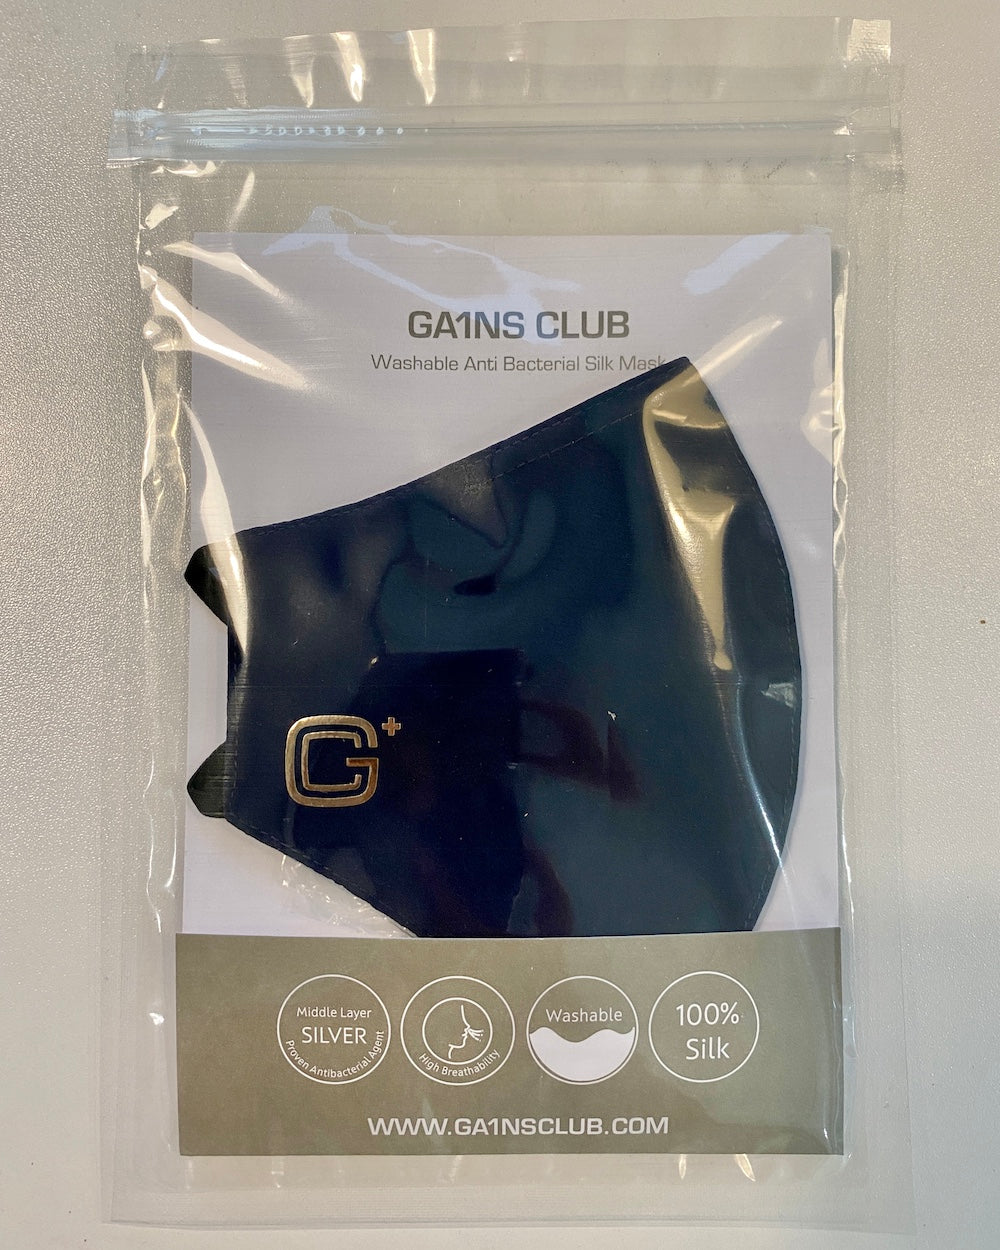 GA1NS CLUB
Washable Anti Bacterial Silk Mask
G+
Middle Layer
SILVER
Proven Antibacterial Agent
High Breathability
Washable
100%
Silk
WWW.GA1NSCLUB.COM